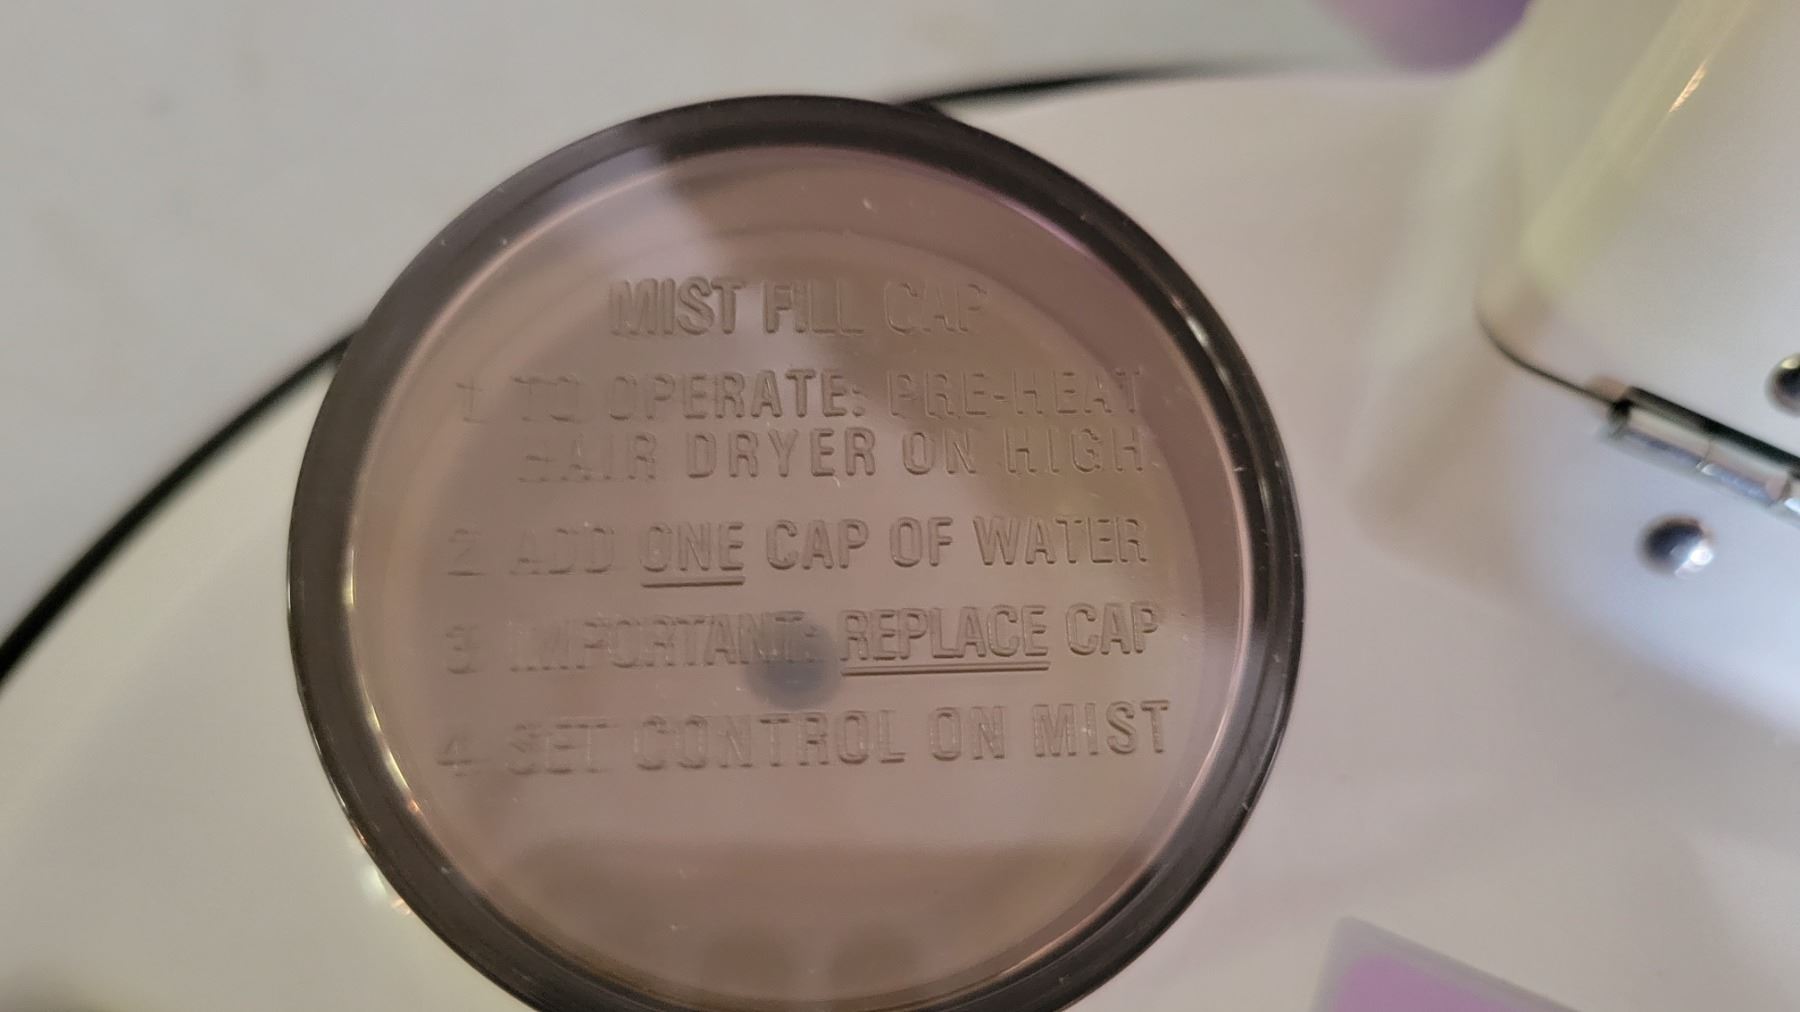 MIST FILL CAP
1. TO OPERATE: PRE-HEAT
HAIR DRYER ON HIGH
2. ADD ONE CAP OF WATER
3. IMPORTANT: REPLACE CAP
4. SET CONTROL ON MIST